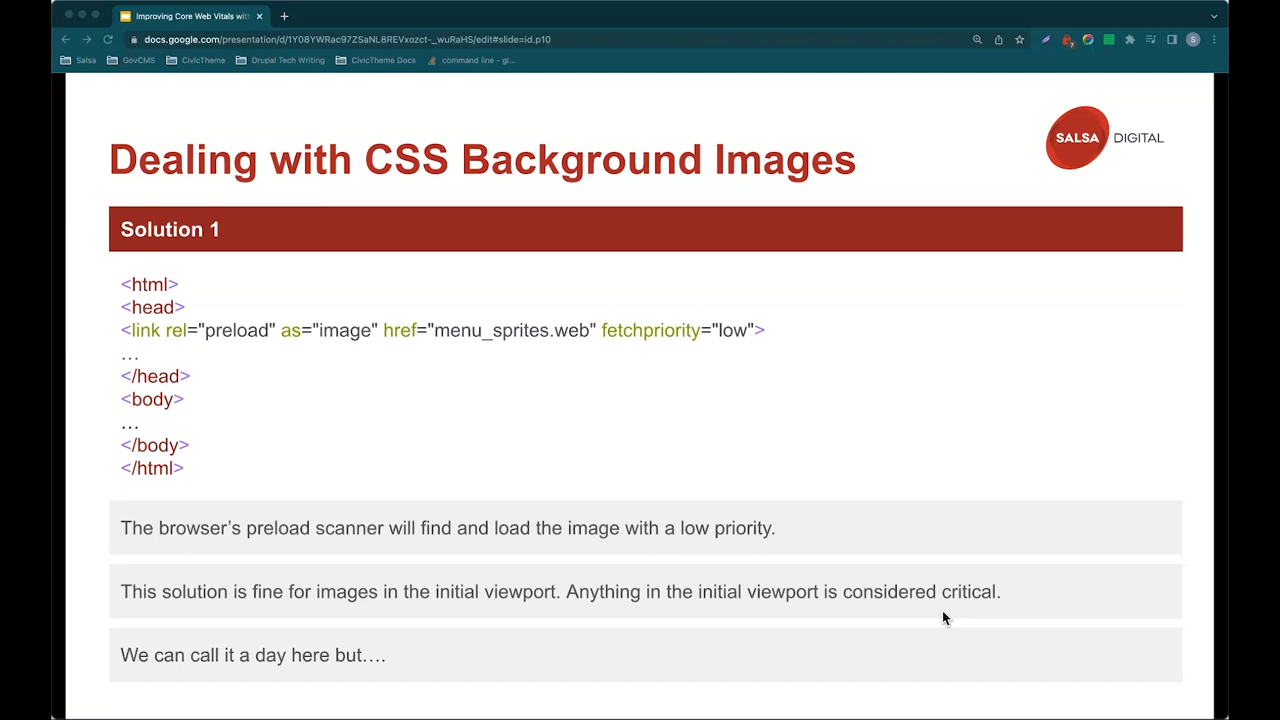 Improving Core Web Vitals wit
docs.google.com/presentation/d/1Y08YWRac97ZSaNL8REVxozct-_wuRaHS/edit#slide=id.p10
Salsa GovCMS CivicTheme Drupal Tech Writing CivicTheme Docs command line - gi...
SALSA DIGITAL
Dealing with CSS Background Images
Solution 1
<html>
<head>
<link rel="preload" as="image" href="menu_sprites.web" fetchpriority="low">
…
</head>
<body>
…
</body>
</html>
The browser’s preload scanner will find and load the image with a low priority.
This solution is fine for images in the initial viewport. Anything in the initial viewport is considered critical.
We can call it a day here but….